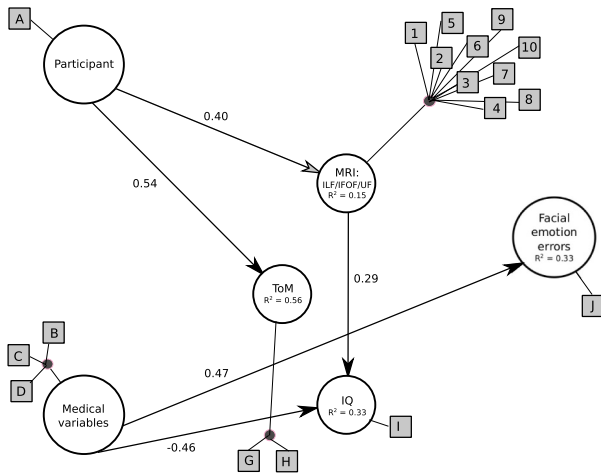 A
Participant
1
5
9
2
6
10
3
7
4
8
0.40
0.54
MRI:
ILF/IFOF/UF
R² = 0.15
Facial
emotion
errors
R² = 0.33
J
ToM
R² = 0.56
0.29
B
C
D
Medical
variables
0.47
-0.46
IQ
R² = 0.33
I
G
H